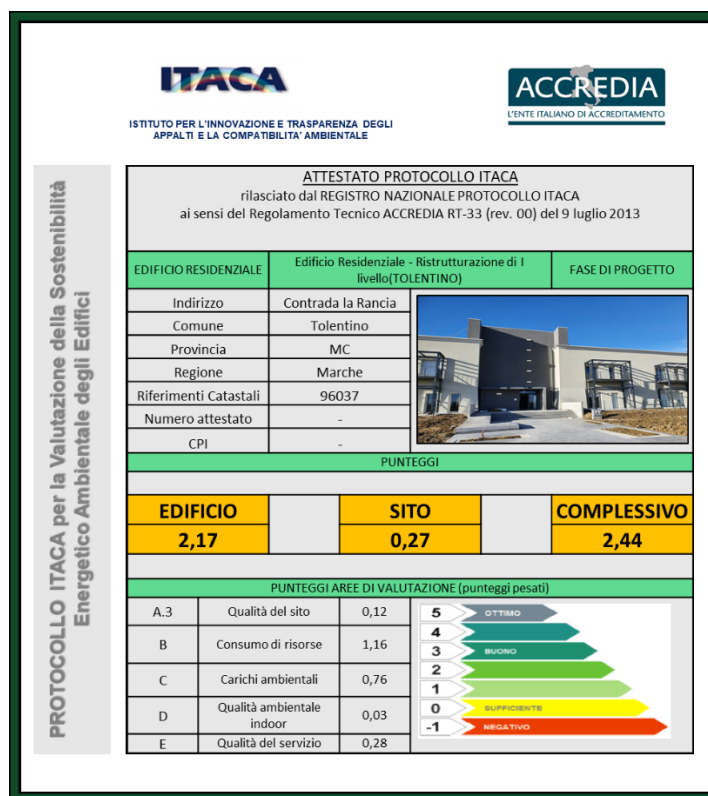 ITACA
ISTITUTO PER L'INNOVAZIONE E TRASPARENZA DEGLI
APPALTI E LA COMPATIBILITA' AMBIENTALE
ACCREDIA
L'ENTE ITALIANO DI ACCREDITAMENTO
PROTOCOLLO ITACA per la Valutazione della Sostenibilità
Energetico Ambientale degli Edifici
ATTESTATO PROTOCOLLO ITACA
rilasciato dal REGISTRO NAZIONALE PROTOCOLLO ITACA
ai sensi del Regolamento Tecnico ACCREDIA RT-33 (rev. 00) del 9 luglio 2013
EDIFICIO RESIDENZIALE
Edificio Residenziale - Ristrutturazione di I
livello(TOLENTINO)
FASE DI PROGETTO
Indirizzo Contrada la Rancia
Comune Tolentino
Provincia MC
Regione Marche
Riferimenti Catastali 96037
Numero attestato -
CPI -
PUNTEGGI
EDIFICIO SITO COMPLESSIVO
2,17 0,27 2,44
PUNTEGGI AREE DI VALUTAZIONE (punteggi pesati)
A.3 Qualità del sito 0,12
B Consumo di risorse 1,16
C Carichi ambientali 0,76
D Qualità ambientale
indoor 0,03
E Qualità del servizio 0,28
5 OTTIMO
4
3 BUONO
2
1
0 SUFFICIENTE
-1 NEGATIVO